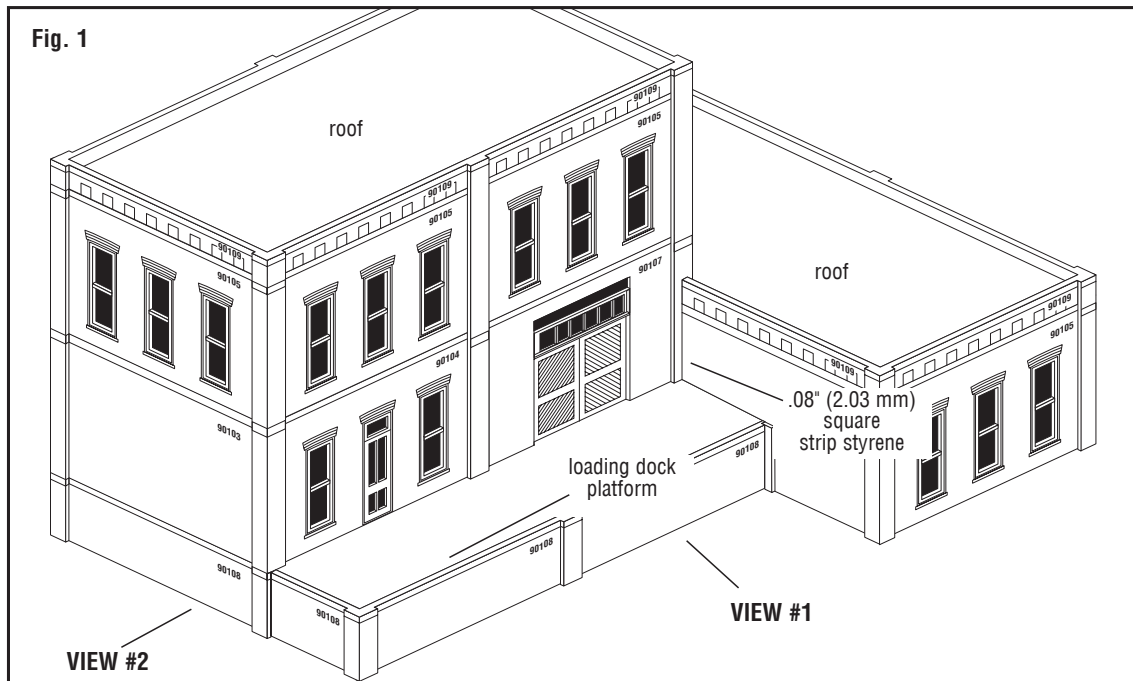 Fig. 1
90109
90105
roof
90109
90105
90109
90105
90107
roof
90109
90105
90104
90109
.08" (2.03 mm)
square
strip styrene
90103
90108
loading dock
platform
90108
90108
90108
VIEW #1
VIEW #2